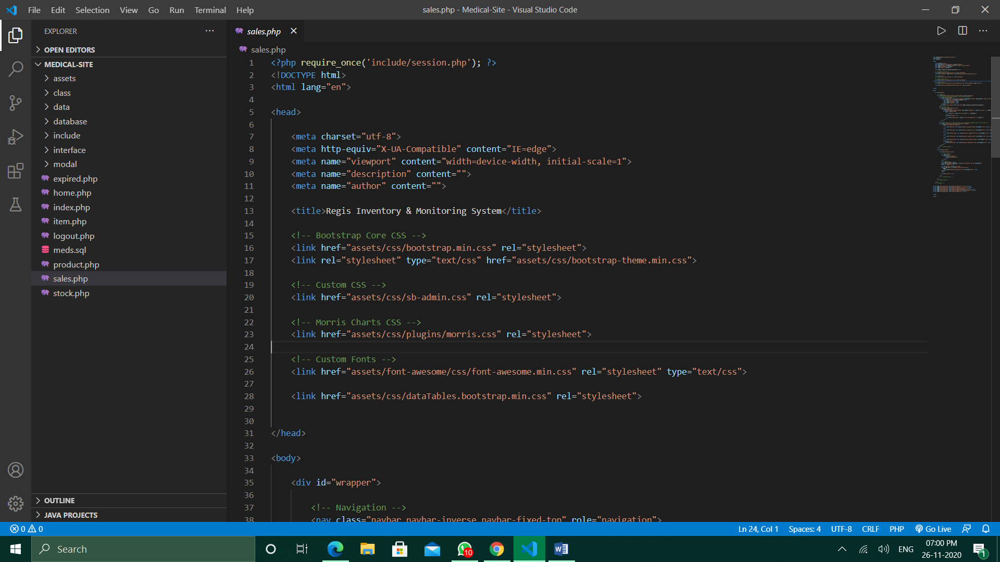 File Edit Selection View Go Run Terminal Help
sales.php - Medical-Site - Visual Studio Code
EXPLORER
OPEN EDITORS
MEDICAL-SITE
assets
class
data
database
include
interface
modal
expired.php
home.php
index.php
item.php
logout.php
meds.sql
product.php
sales.php
stock.php
OUTLINE
JAVA PROJECTS
sales.php
sales.php
1 <?php require_once('include/session.php'); ?>
2 <!DOCTYPE html>
3 <html lang="en">
4
5 <head>
6
7 <meta charset="utf-8">
8 <meta http-equiv="X-UA-Compatible" content="IE=edge">
9 <meta name="viewport" content="width=device-width, initial-scale=1">
10 <meta name="description" content="">
11 <meta name="author" content="">
12
13 <title>Regis Inventory & Monitoring System</title>
14
15 <!-- Bootstrap Core CSS -->
16 <link href="assets/css/bootstrap.min.css" rel="stylesheet">
17 <link rel="stylesheet" type="text/css" href="assets/css/bootstrap-theme.min.css">
18
19 <!-- Custom CSS -->
20 <link href="assets/css/sb-admin.css" rel="stylesheet">
21
22 <!-- Morris Charts CSS -->
23 <link href="assets/css/plugins/morris.css" rel="stylesheet">
24
25 <!-- Custom Fonts -->
26 <link href="assets/font-awesome/css/font-awesome.min.css" rel="stylesheet" type="text/css">
27
28 <link href="assets/css/dataTables.bootstrap.min.css" rel="stylesheet">
29
30
31 </head>
32
33 <body>
34
35 <div id="wrapper">
36
37 <!-- Navigation -->
38 <nav class="navbar navbar-inverse navbar-fixed-top" role="navigation">
0 0
Ln 24, Col 1 Spaces: 4 UTF-8 CRLF PHP Go Live
Search
10
ENG
07:00 PM
26-11-2020
1